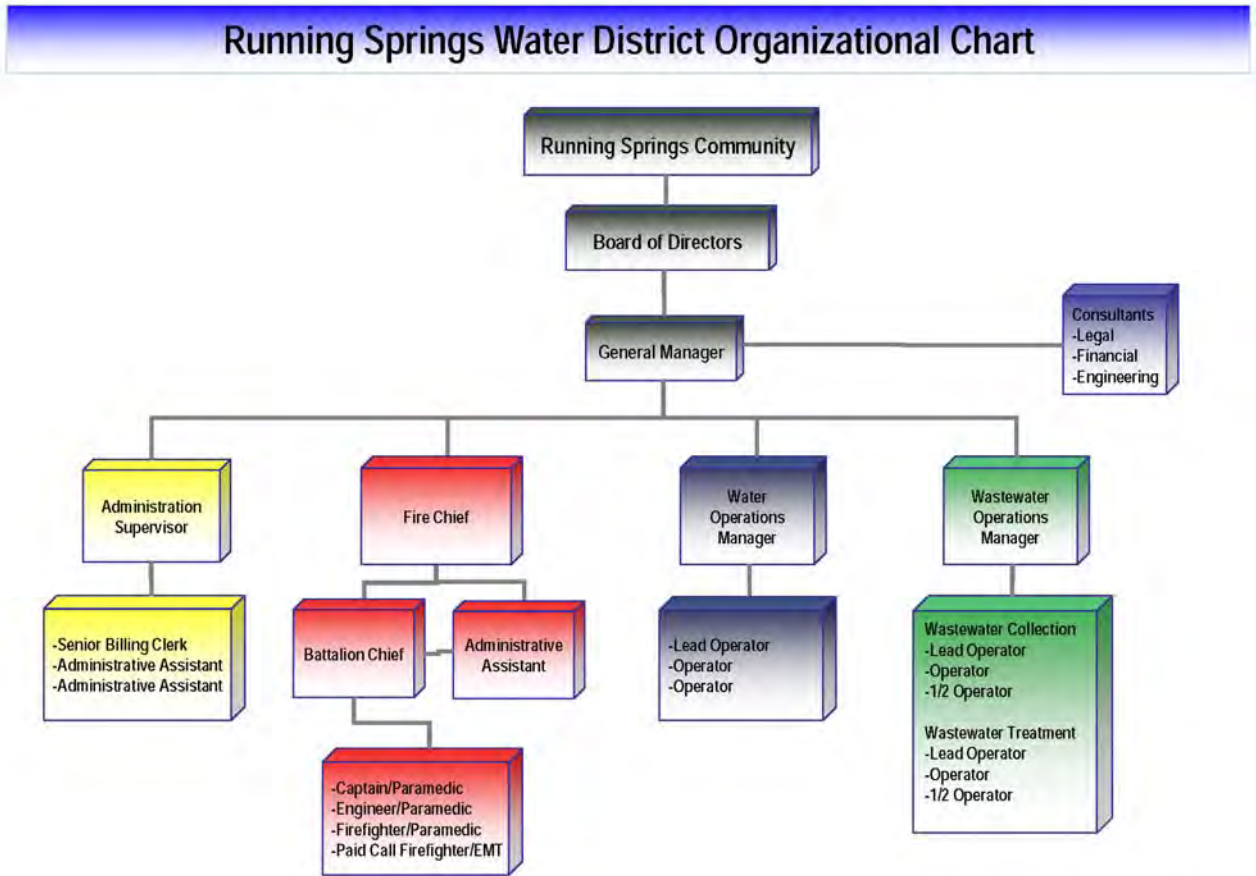 Running Springs Water District Organizational Chart
Running Springs Community
Board of Directors
General Manager
Consultants
-Legal
-Financial
-Engineering
Administration
Supervisor
Fire Chief
Water
Operations
Manager
Wastewater
Operations
Manager
-Senior Billing Clerk
-Administrative Assistant
-Administrative Assistant
Battalion Chief
Administrative
Assistant
-Lead Operator
-Operator
-Operator
Wastewater Collection
-Lead Operator
-Operator
-1/2 Operator
Wastewater Treatment
-Lead Operator
-Operator
-1/2 Operator
-Captain/Paramedic
-Engineer/Paramedic
-Firefighter/Paramedic
-Paid Call Firefighter/EMT